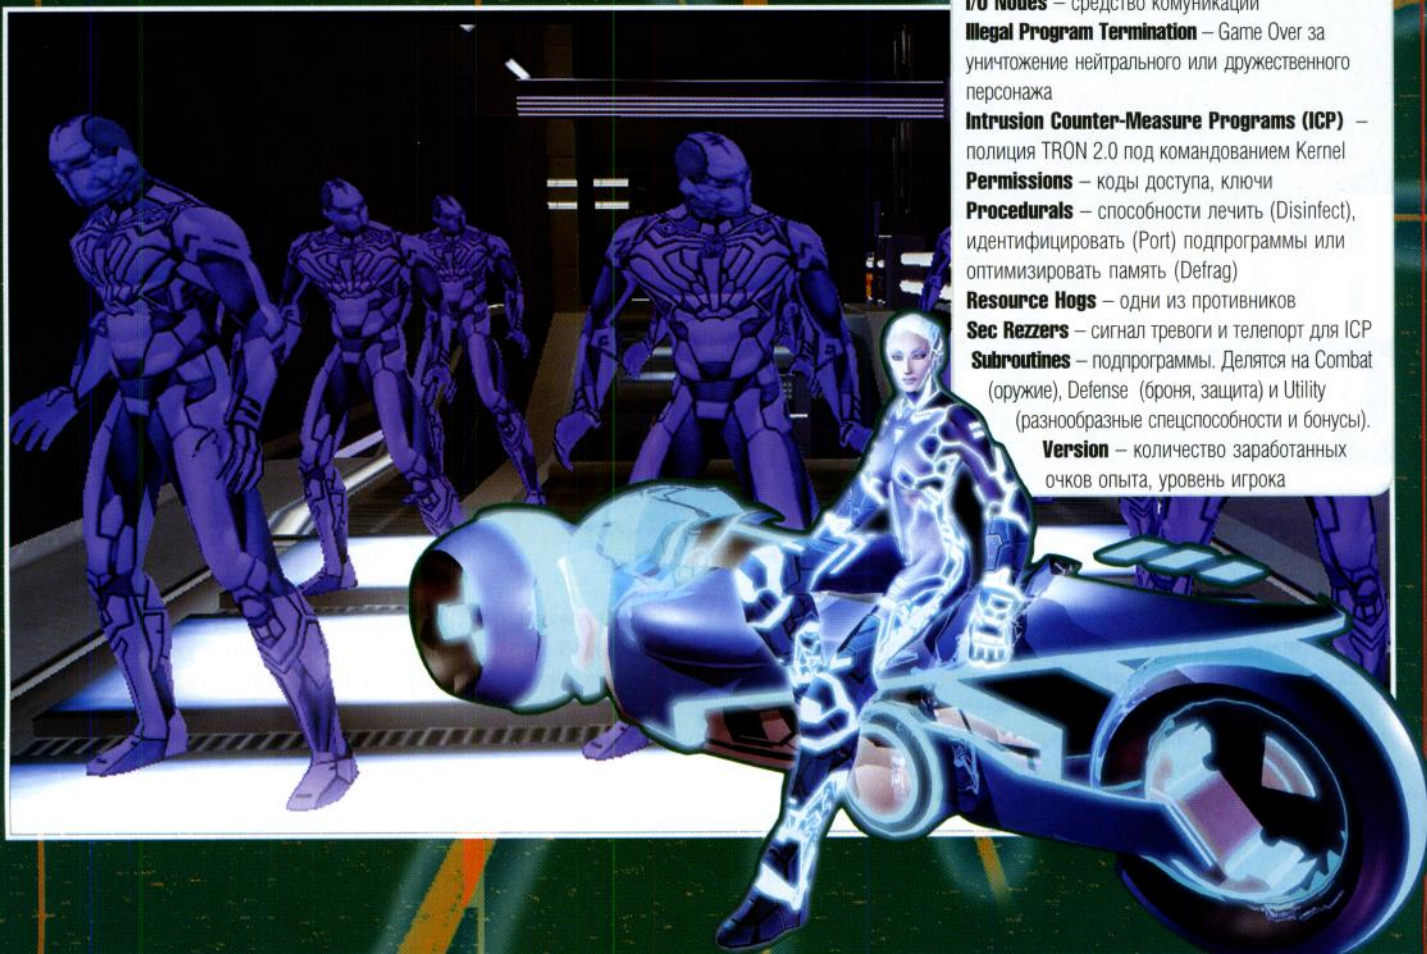 I/O Nodes – средство комуникации
Illegal Program Termination – Game Over за
уничтожение нейтрального или дружественного
персонажа
Intrusion Counter-Measure Programs (ICP) –
полиция TRON 2.0 под командованием Kernel
Permissions – коды доступа, ключи
Procedurals – способности лечить (Disinfect),
идентифицировать (Port) подпрограммы или
оптимизировать память (Defrag)
Resource Hogs – одни из противников
Sec Rezzers – сигнал тревоги и телепорт для ICP
Subroutines – подпрограммы. Делятся на Combat
(оружие), Defense (броня, защита) и Utility
(разнообразные спецспособности и бонусы).
Version – количество заработанных
очков опыта, уровень игрока